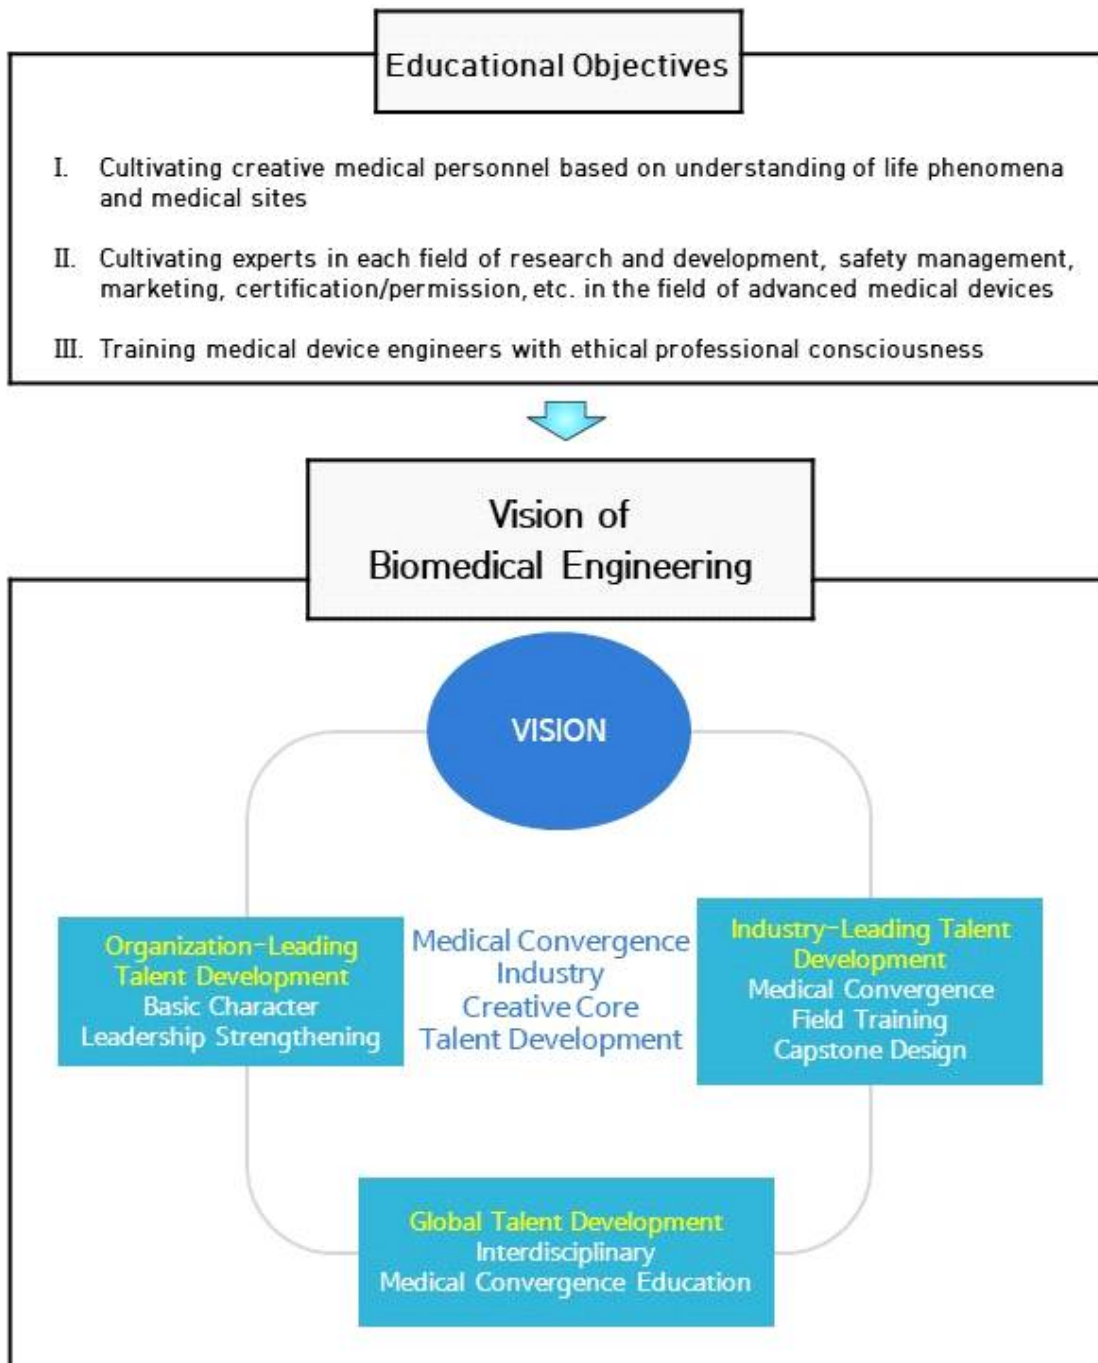 Educational Objectives
I. Cultivating creative medical personnel based on understanding of life phenomena
and medical sites
II. Cultivating experts in each field of research and development, safety management,
marketing, certification/permission, etc. in the field of advanced medical devices
III. Training medical device engineers with ethical professional consciousness
Vision of
Biomedical Engineering
VISION
Organization-Leading
Talent Development
Basic Character
Leadership Strengthening
Medical Convergence
Industry
Creative Core
Talent Development
Industry-Leading Talent
Development
Medical Convergence
Field Training
Capstone Design
Global Talent Development
Interdisciplinary
Medical Convergence Education